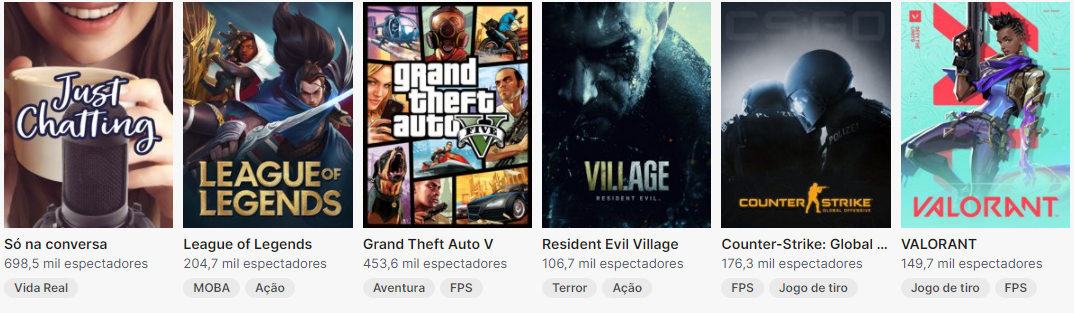 Just
Chatting
Só na conversa
698,5 mil espectadores
Vida Real
LEAGUE OF
LEGENDS
League of Legends
204,7 mil espectadores
MOBA Ação
grand
theft
auto V
FIVE
Grand Theft Auto V
453,6 mil espectadores
Aventura FPS
VILLAGE
RESIDENT EVIL
Resident Evil Village
106,7 mil espectadores
Terror Ação
CS:GO
POLIZEI
COUNTER STRIKE
GLOBAL OFFENSIVE
Counter-Strike: Global ...
176,3 mil espectadores
FPS Jogo de tiro
VALORANT
VALORANT
149,7 mil espectadores
Jogo de tiro FPS